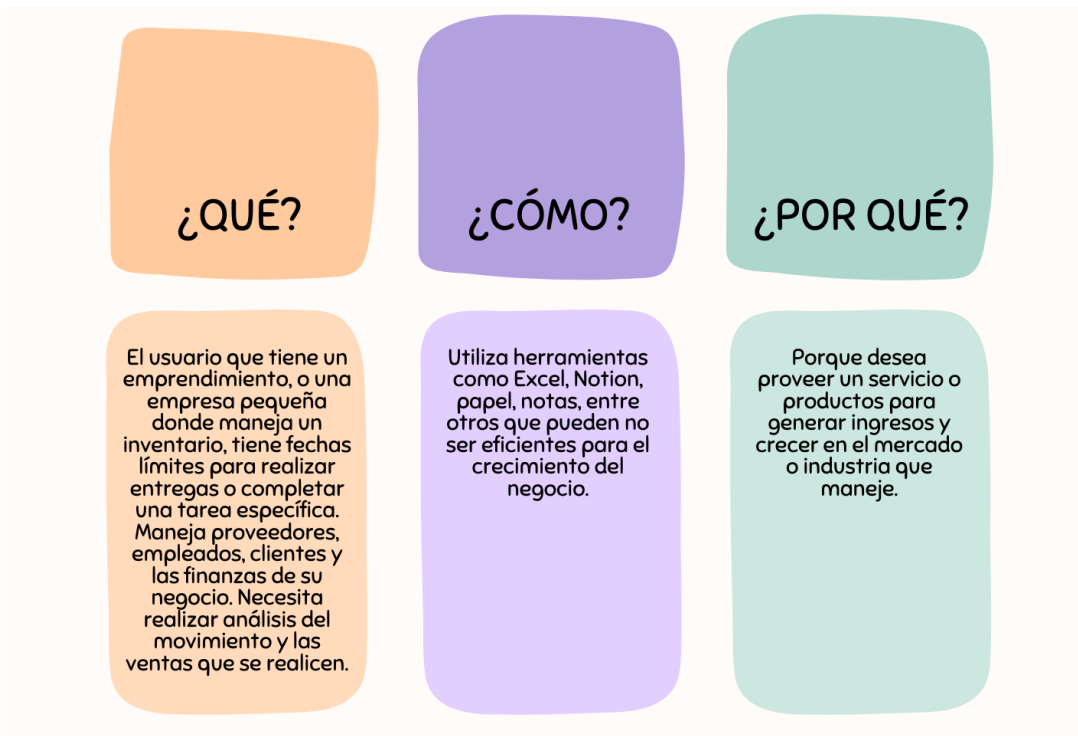 ¿QUÉ?
El usuario que tiene un
emprendimiento, o una
empresa pequeña
donde maneja un
inventario, tiene fechas
límites para realizar
entregas o completar
una tarea específica.
Maneja proveedores,
empleados, clientes y
las finanzas de su
negocio. Necesita
realizar análisis del
movimiento y las
ventas que se realicen.
¿CÓMO?
Utiliza herramientas
como Excel, Notion,
papel, notas, entre
otros que pueden no
ser eficientes para el
crecimiento del
negocio.
¿POR QUÉ?
Porque desea
proveer un servicio o
productos para
generar ingresos y
crecer en el mercado
o industria que
maneje.